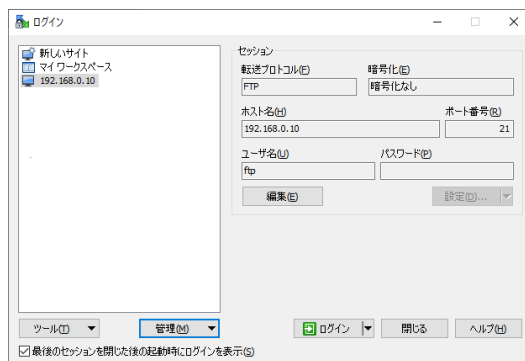 ログイン
新しいサイト
マイ ワークスペース
192.168.0.10
セッション
転送プロトコル(F)
暗号化(E)
FTP
暗号化なし
ホスト名(H)
ポート番号(R)
192.168.0.10
21
ユーザ名(U)
パスワード(P)
ftp
編集(E)
設定(D)...
ツール(T)
管理(M)
ログイン
閉じる
ヘルプ(H)
最後のセッションを閉じた後の起動時にログインを表示(S)